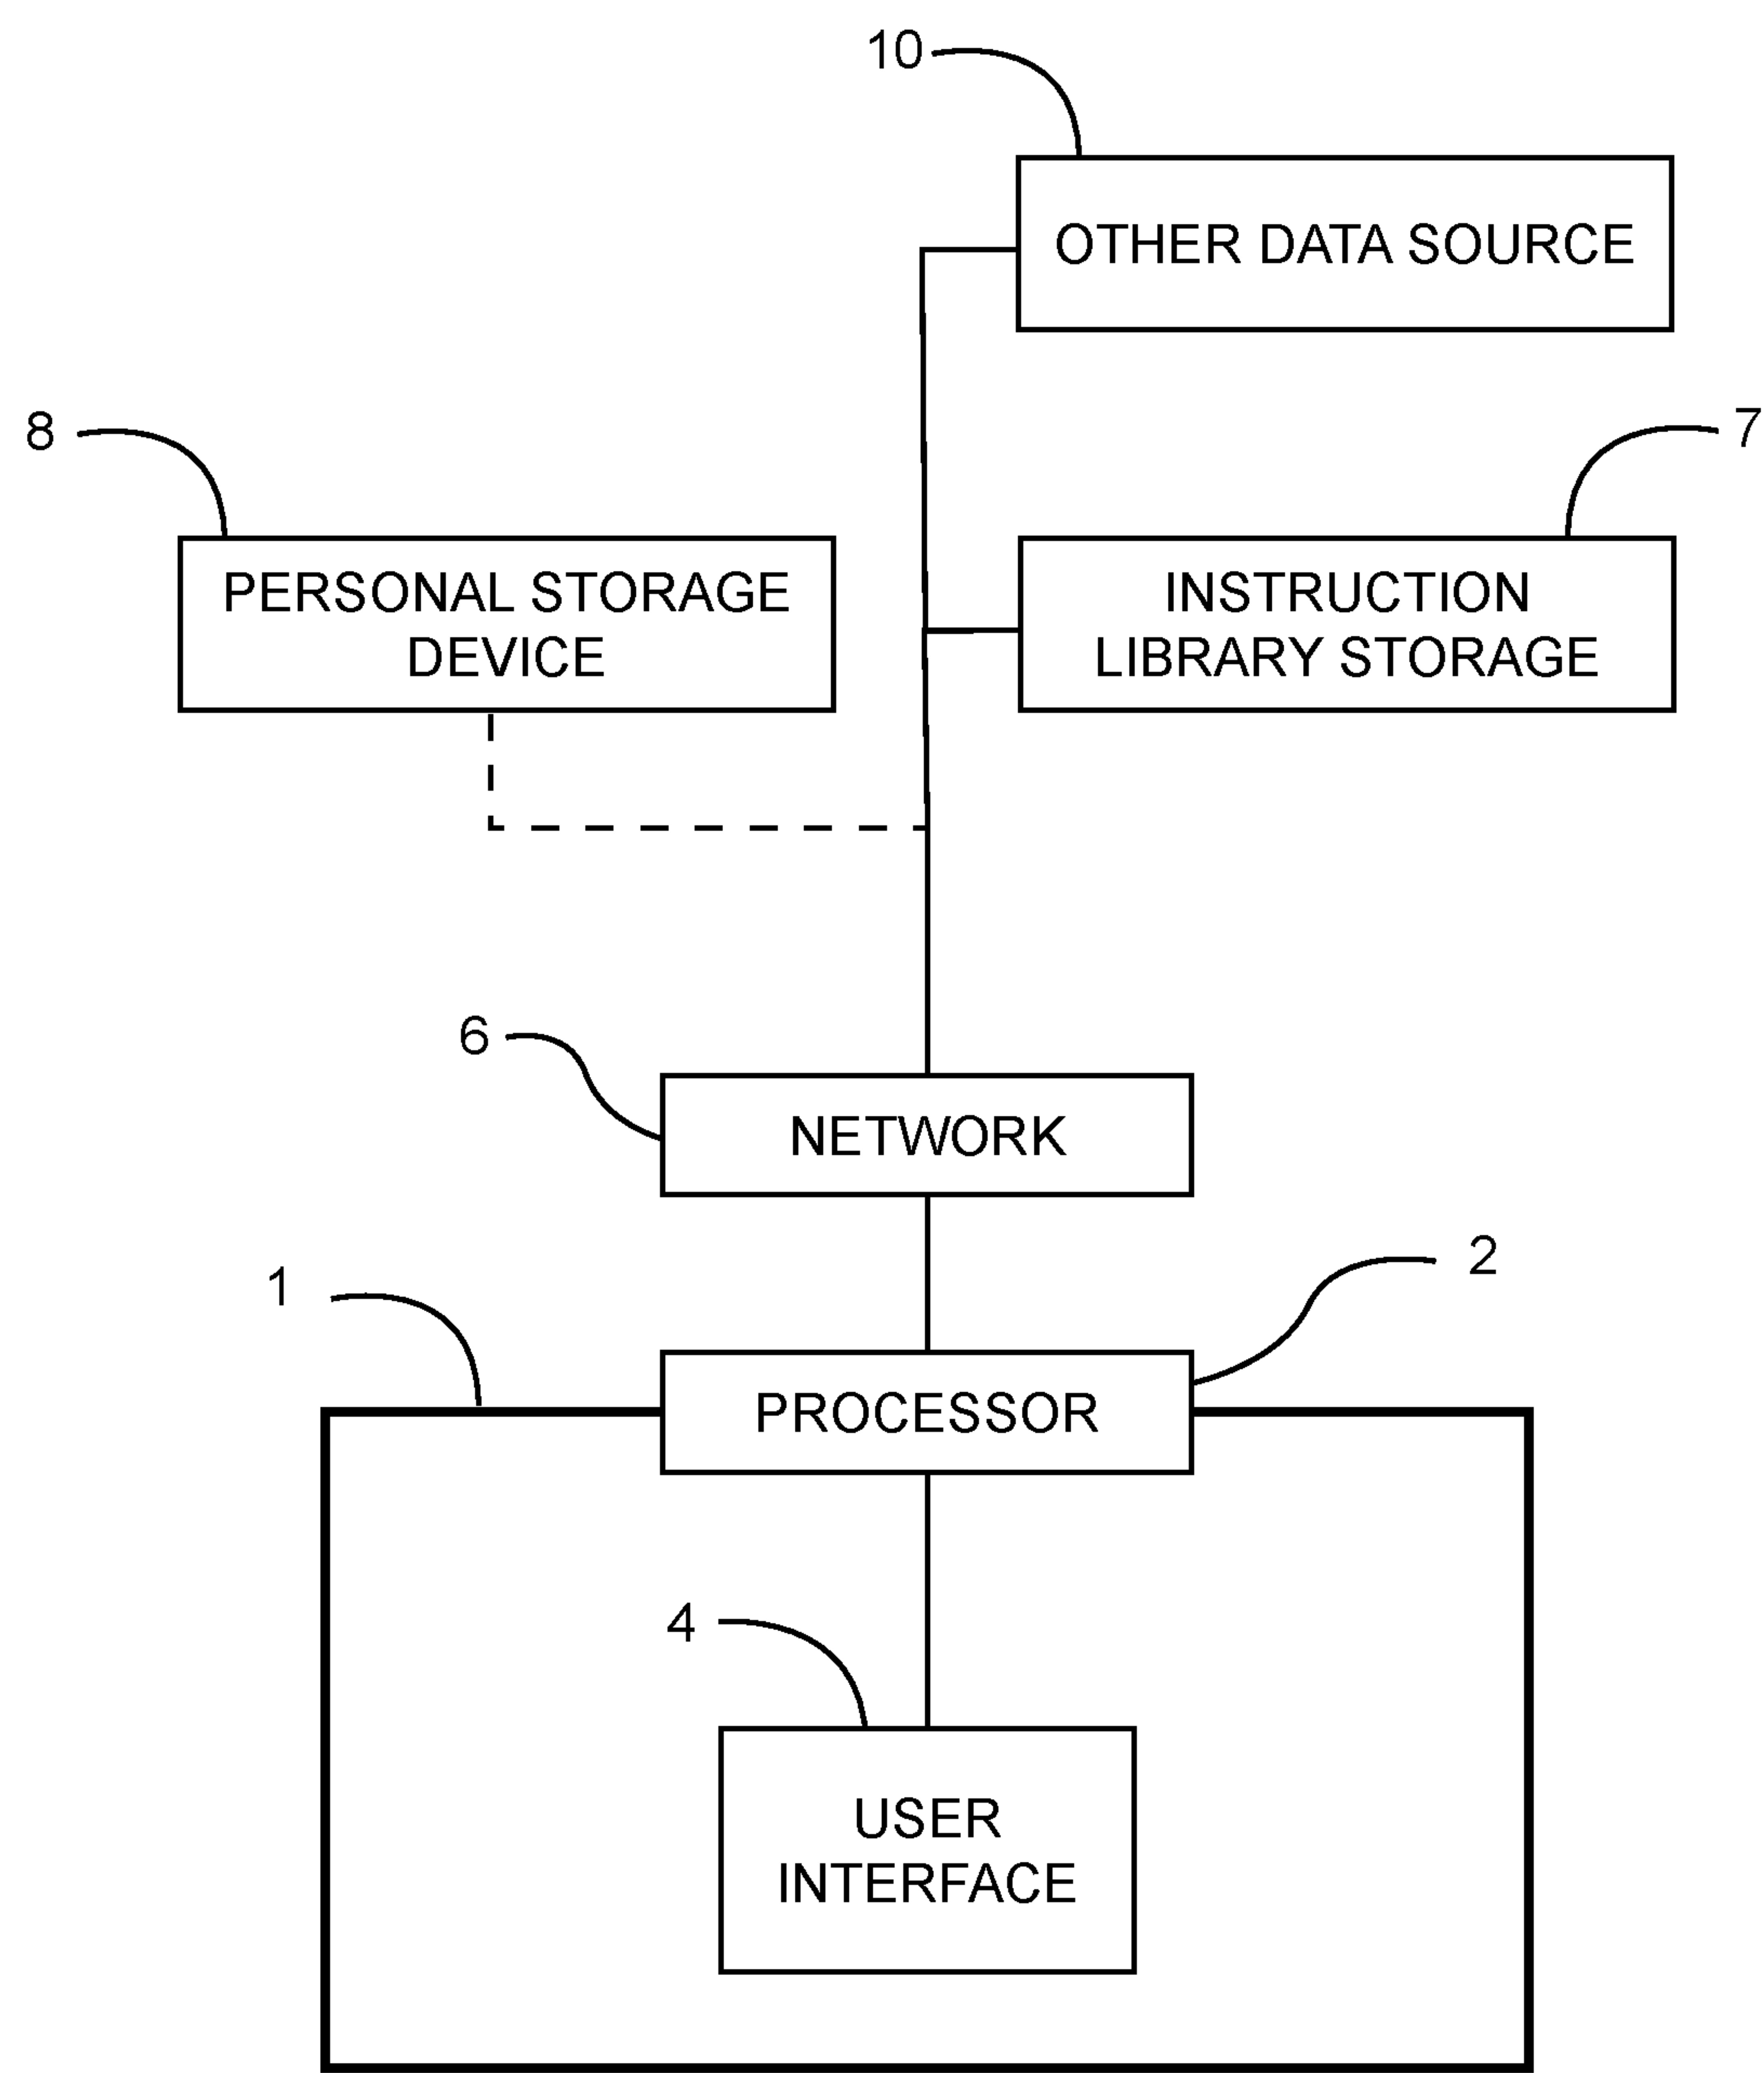 10
OTHER DATA SOURCE
8
7
PERSONAL STORAGE
DEVICE
INSTRUCTION
LIBRARY STORAGE
6
NETWORK
2
1
PROCESSOR
4
USER
INTERFACE